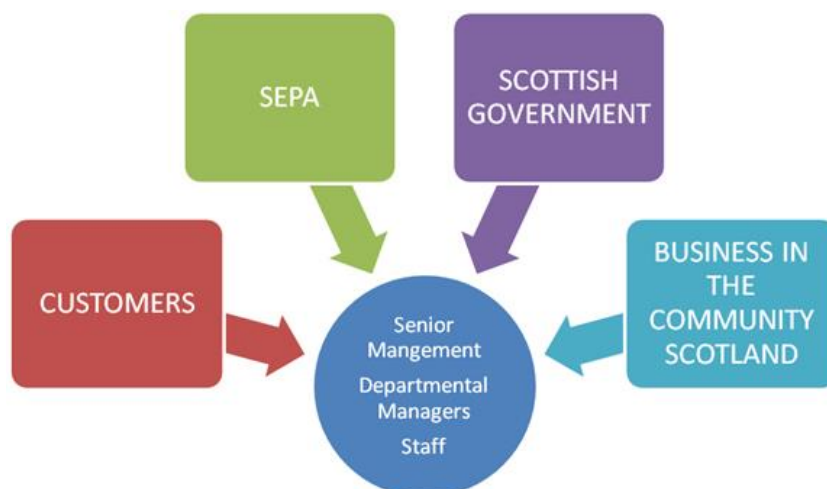 SEPA
SCOTTISH
GOVERNMENT
CUSTOMERS
BUSINESS IN
THE
COMMUNITY
SCOTLAND
Senior
Mangement
Departmental
Managers
Staff